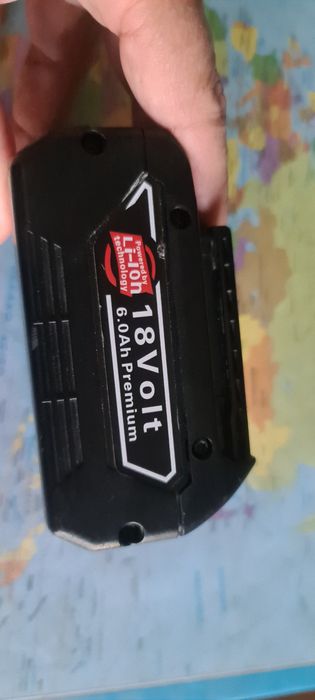 Powered by
Li-Ion
technology
18Volt
6.0Ah Premium